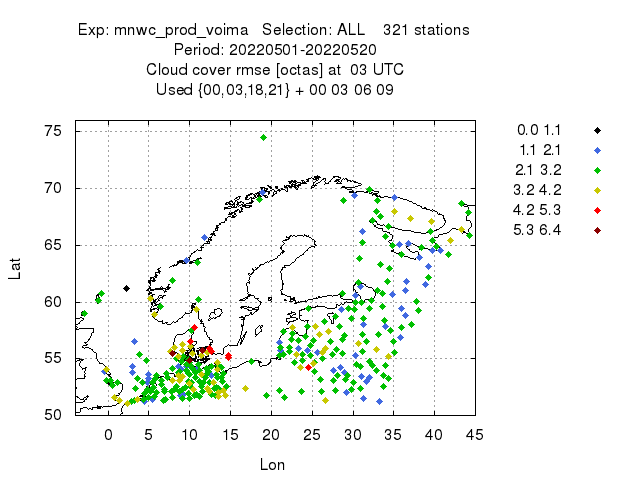 Exp: mnwc_prod_voima Selection: ALL 321 stations
Period: 20220501-20220520
Cloud cover rmse [octas] at 03 UTC
Used {00,03,18,21} + 00 03 06 09
0.0 1.1
1.1 2.1
2.1 3.2
3.2 4.2
4.2 5.3
5.3 6.4
75
70
65
60
55
50
Lat
0 5 10 15 20 25 30 35 40 45
Lon